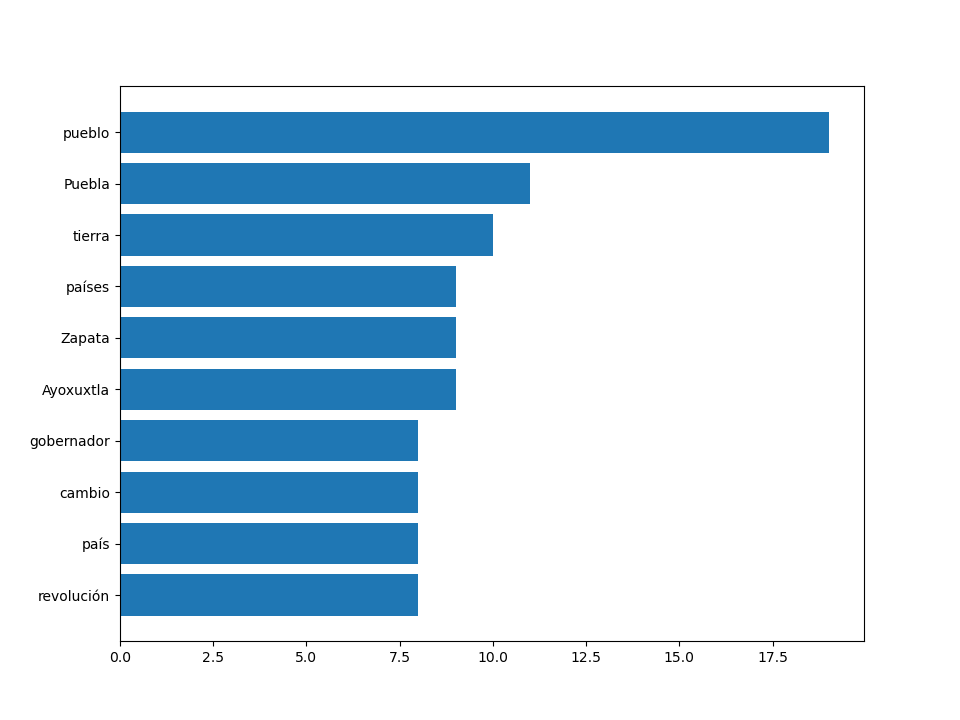 pueblo
Puebla
tierra
países
Zapata
Ayoxuxtla
gobernador
cambio
país
revolución
0.0 2.5 5.0 7.5 10.0 12.5 15.0 17.5